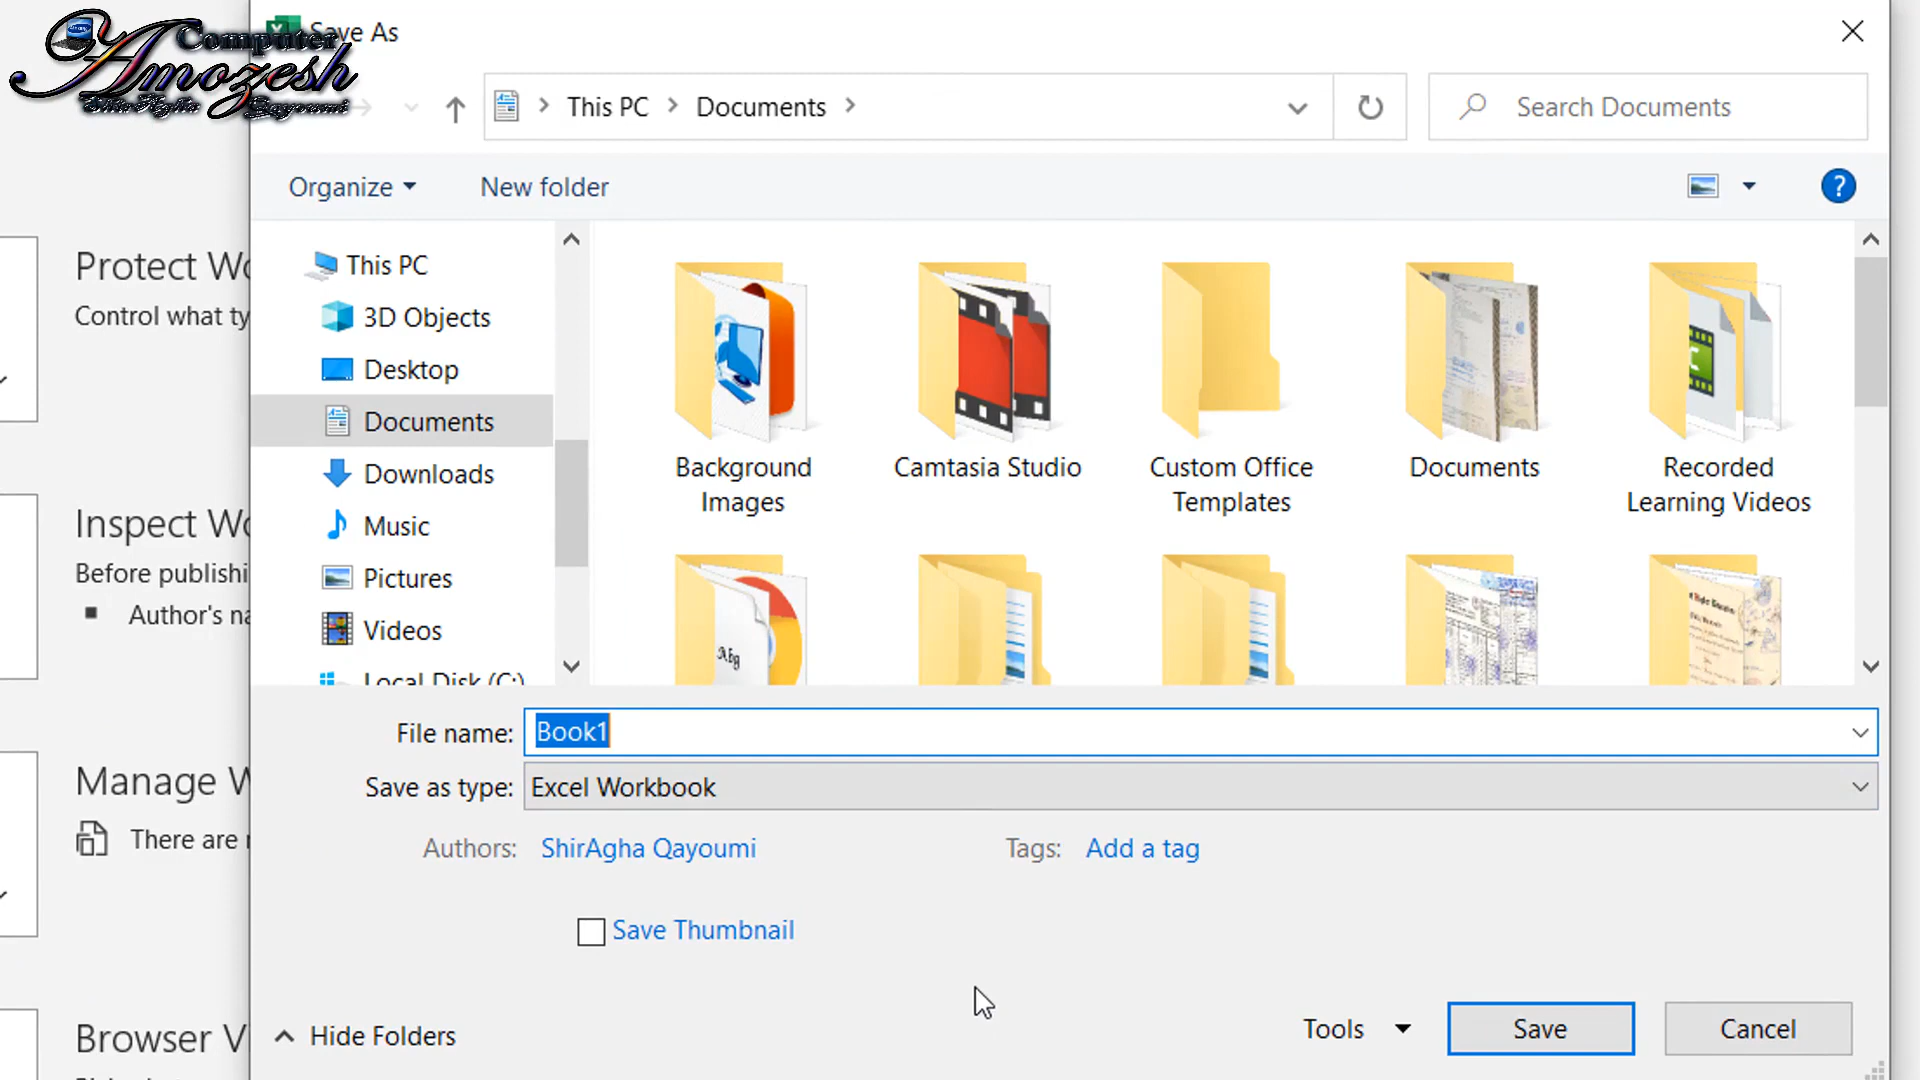 Computer
Amozesh
Qayoumi
Save As
This PC
Documents
Search Documents
Organize
New folder
?
This PC
3D Objects
Desktop
Documents
Downloads
Music
Pictures
Videos
Local Disk (C:)
Background
Images
Camtasia Studio
Custom Office
Templates
Documents
Recorded
Learning Videos
File name:
Book1
Save as type:
Excel Workbook
Authors:
ShirAgha Qayoumi
Tags:
Add a tag
Save Thumbnail
Hide Folders
Tools
Save
Cancel
Protect Wo
Control what ty
Inspect Wo
Before publishi
Author's na
Manage W
There are
Browser V